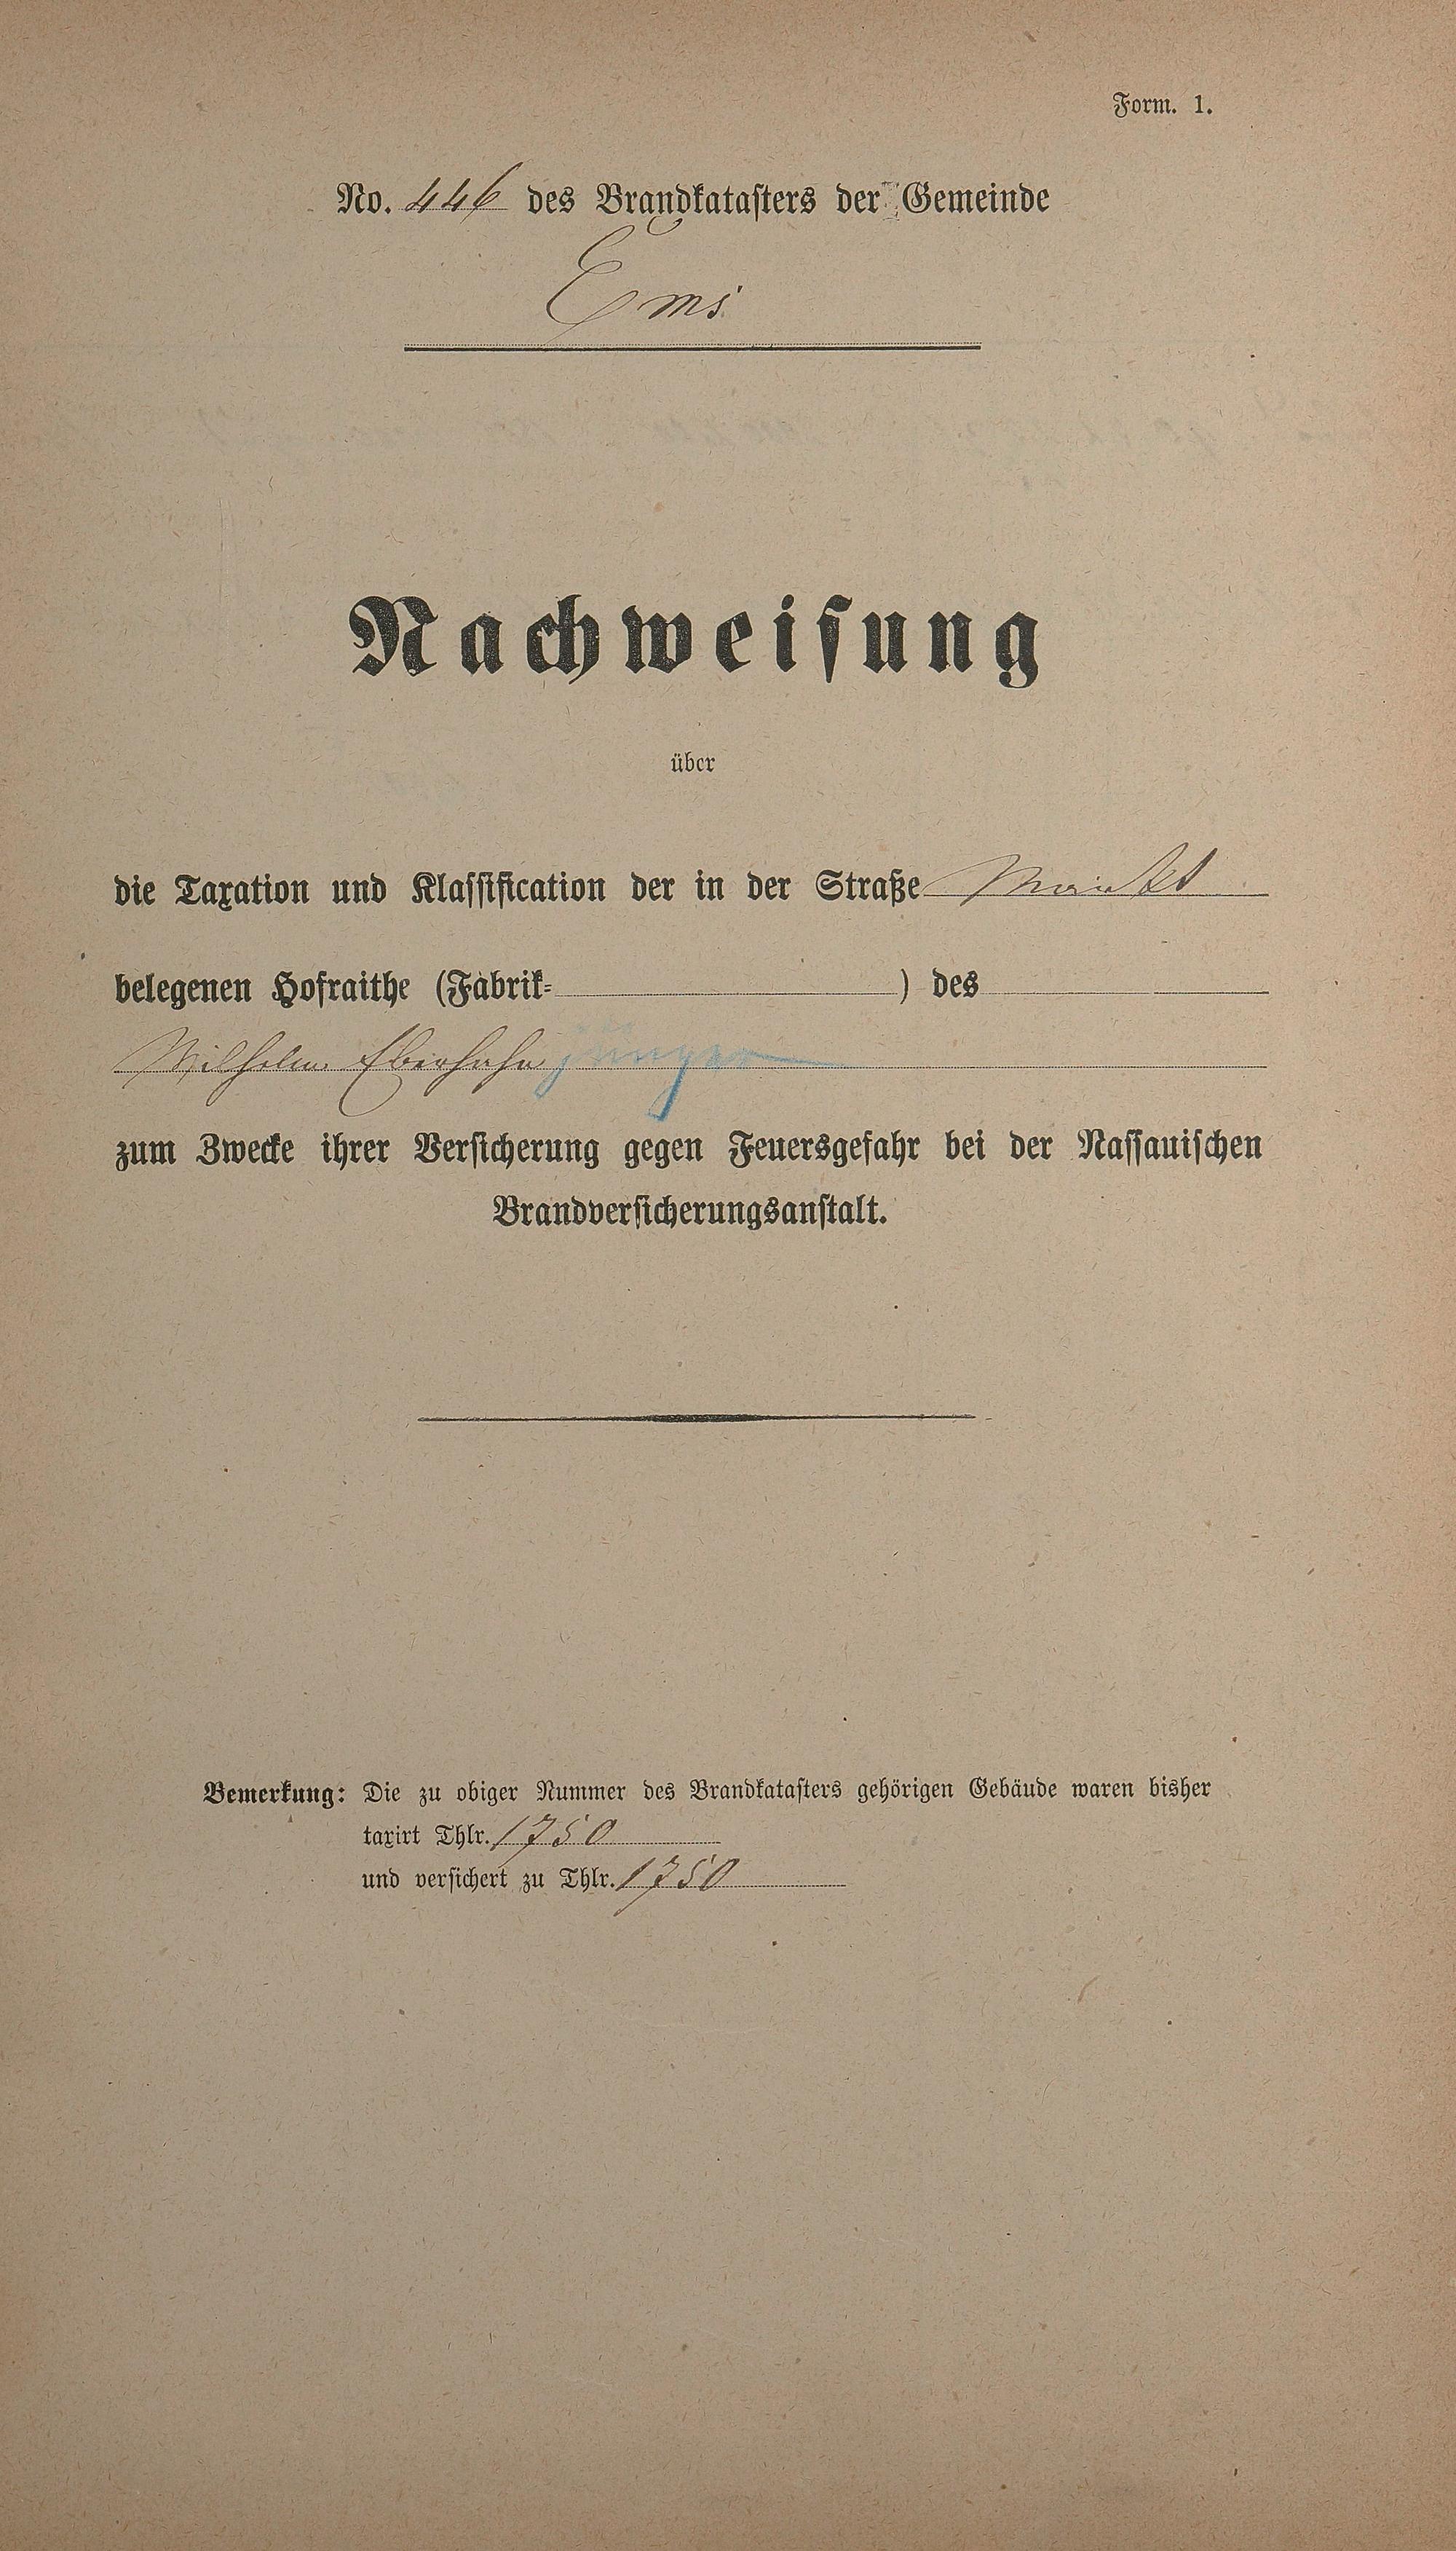 Form. 1.
No. 446 des Brandkatasters der Gemeinde
Ems
Nachweisung
über
die Taxation und Klassification der in der Straße Markt
belegenen Hofraithe (Fabrik= ) des
Wilhelm Eberhahn jünger
zum Zwecke ihrer Versicherung gegen Feuersgefahr bei der Nassauischen
Brandversicherungsanstalt.
Bemerkung: Die zu obiger Nummer des Brandkatasters gehörigen Gebäude waren bisher
taxirt Thlr. 1750
und versichert zu Thlr. 1750